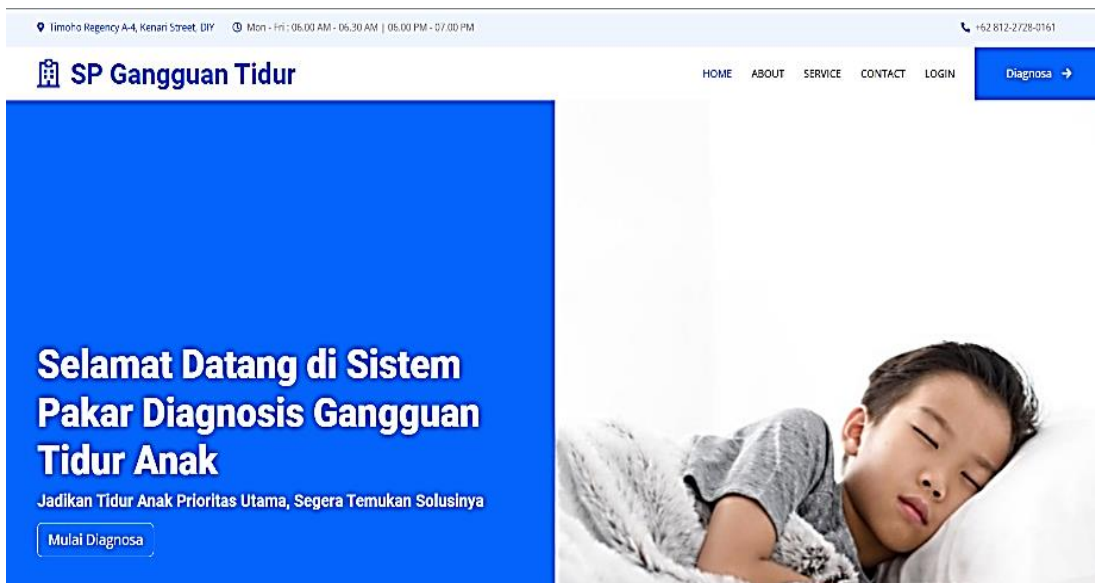 Timoho Regency A-4, Kenari Street, DIY Mon - Fri : 06.00 AM - 06.30 AM | 06.00 PM - 07.00 PM +62 812-2728-0161
SP Gangguan Tidur HOME ABOUT SERVICE CONTACT LOGIN Diagnosa
Selamat Datang di Sistem
Pakar Diagnosis Gangguan
Tidur Anak
Jadikan Tidur Anak Prioritas Utama, Segera Temukan Solusinya
Mulai Diagnosa